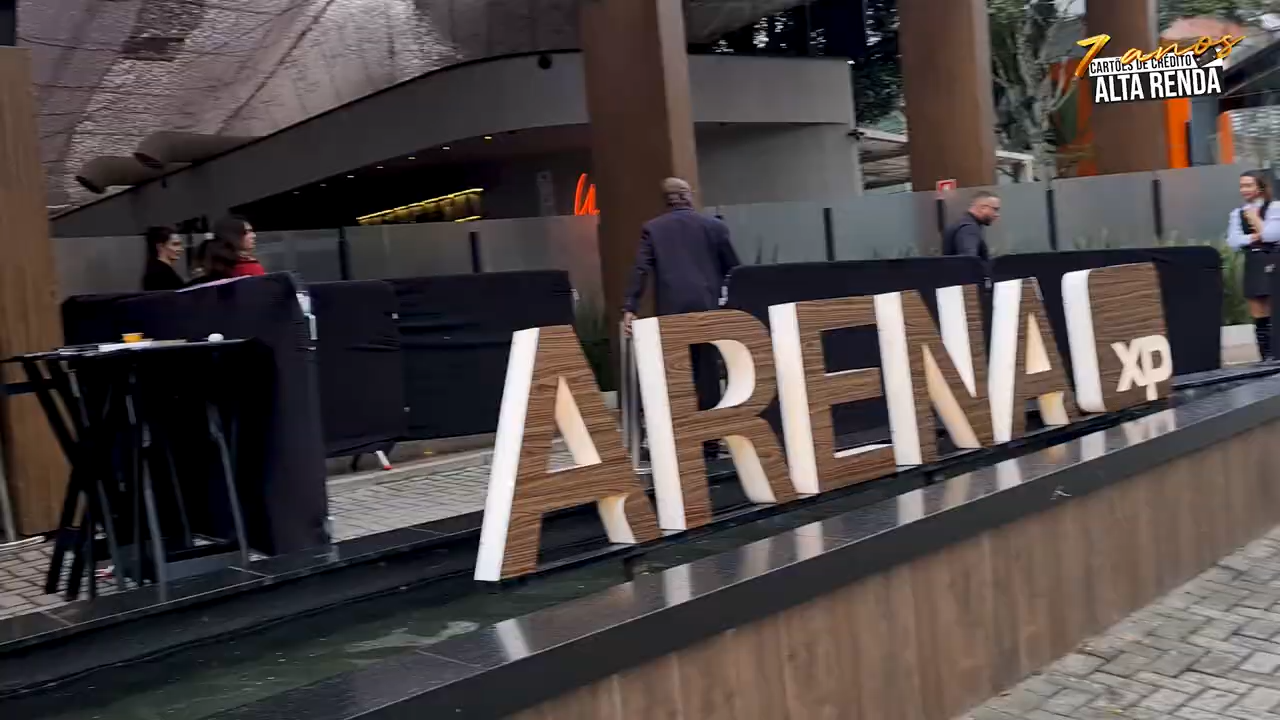 7 anos
CARTÕES DE CRÉDITO
ALTA RENDA
ARENA
xp